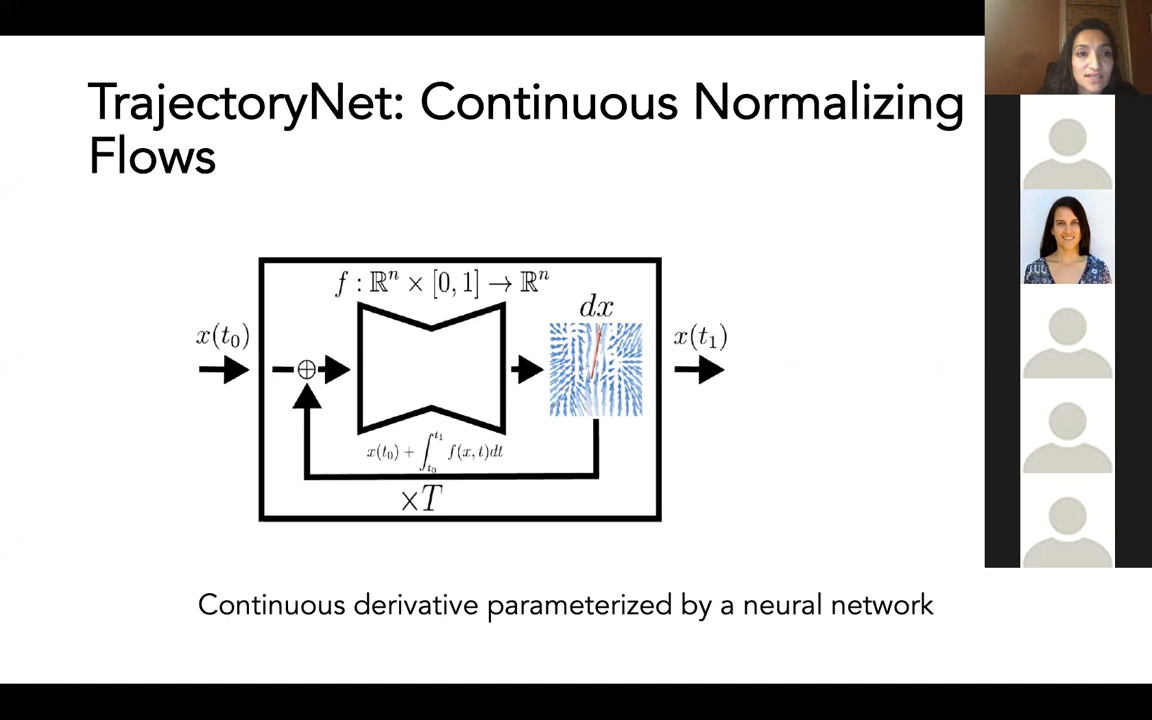 TrajectoryNet: Continuous Normalizing
Flows
f : ℝⁿ × [0, 1] → ℝⁿ
dx
x(t₀)
x(t₁)
⊕
x(t₀) + ∫_{t₀}^{t₁} f(x, t)dt
×T
Continuous derivative parameterized by a neural network